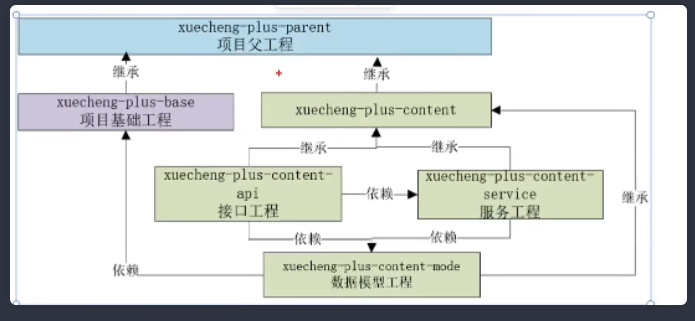 xuecheng-plus-parent
项目父工程
继承
继承
xuecheng-plus-base
项目基础工程
xuecheng-plus-content
继承
继承
xuecheng-plus-content-
api
接口工程
依赖
xuecheng-plus-content-
service
服务工程
继承
依赖
依赖
依赖
xuecheng-plus-content-mode
数据模型工程